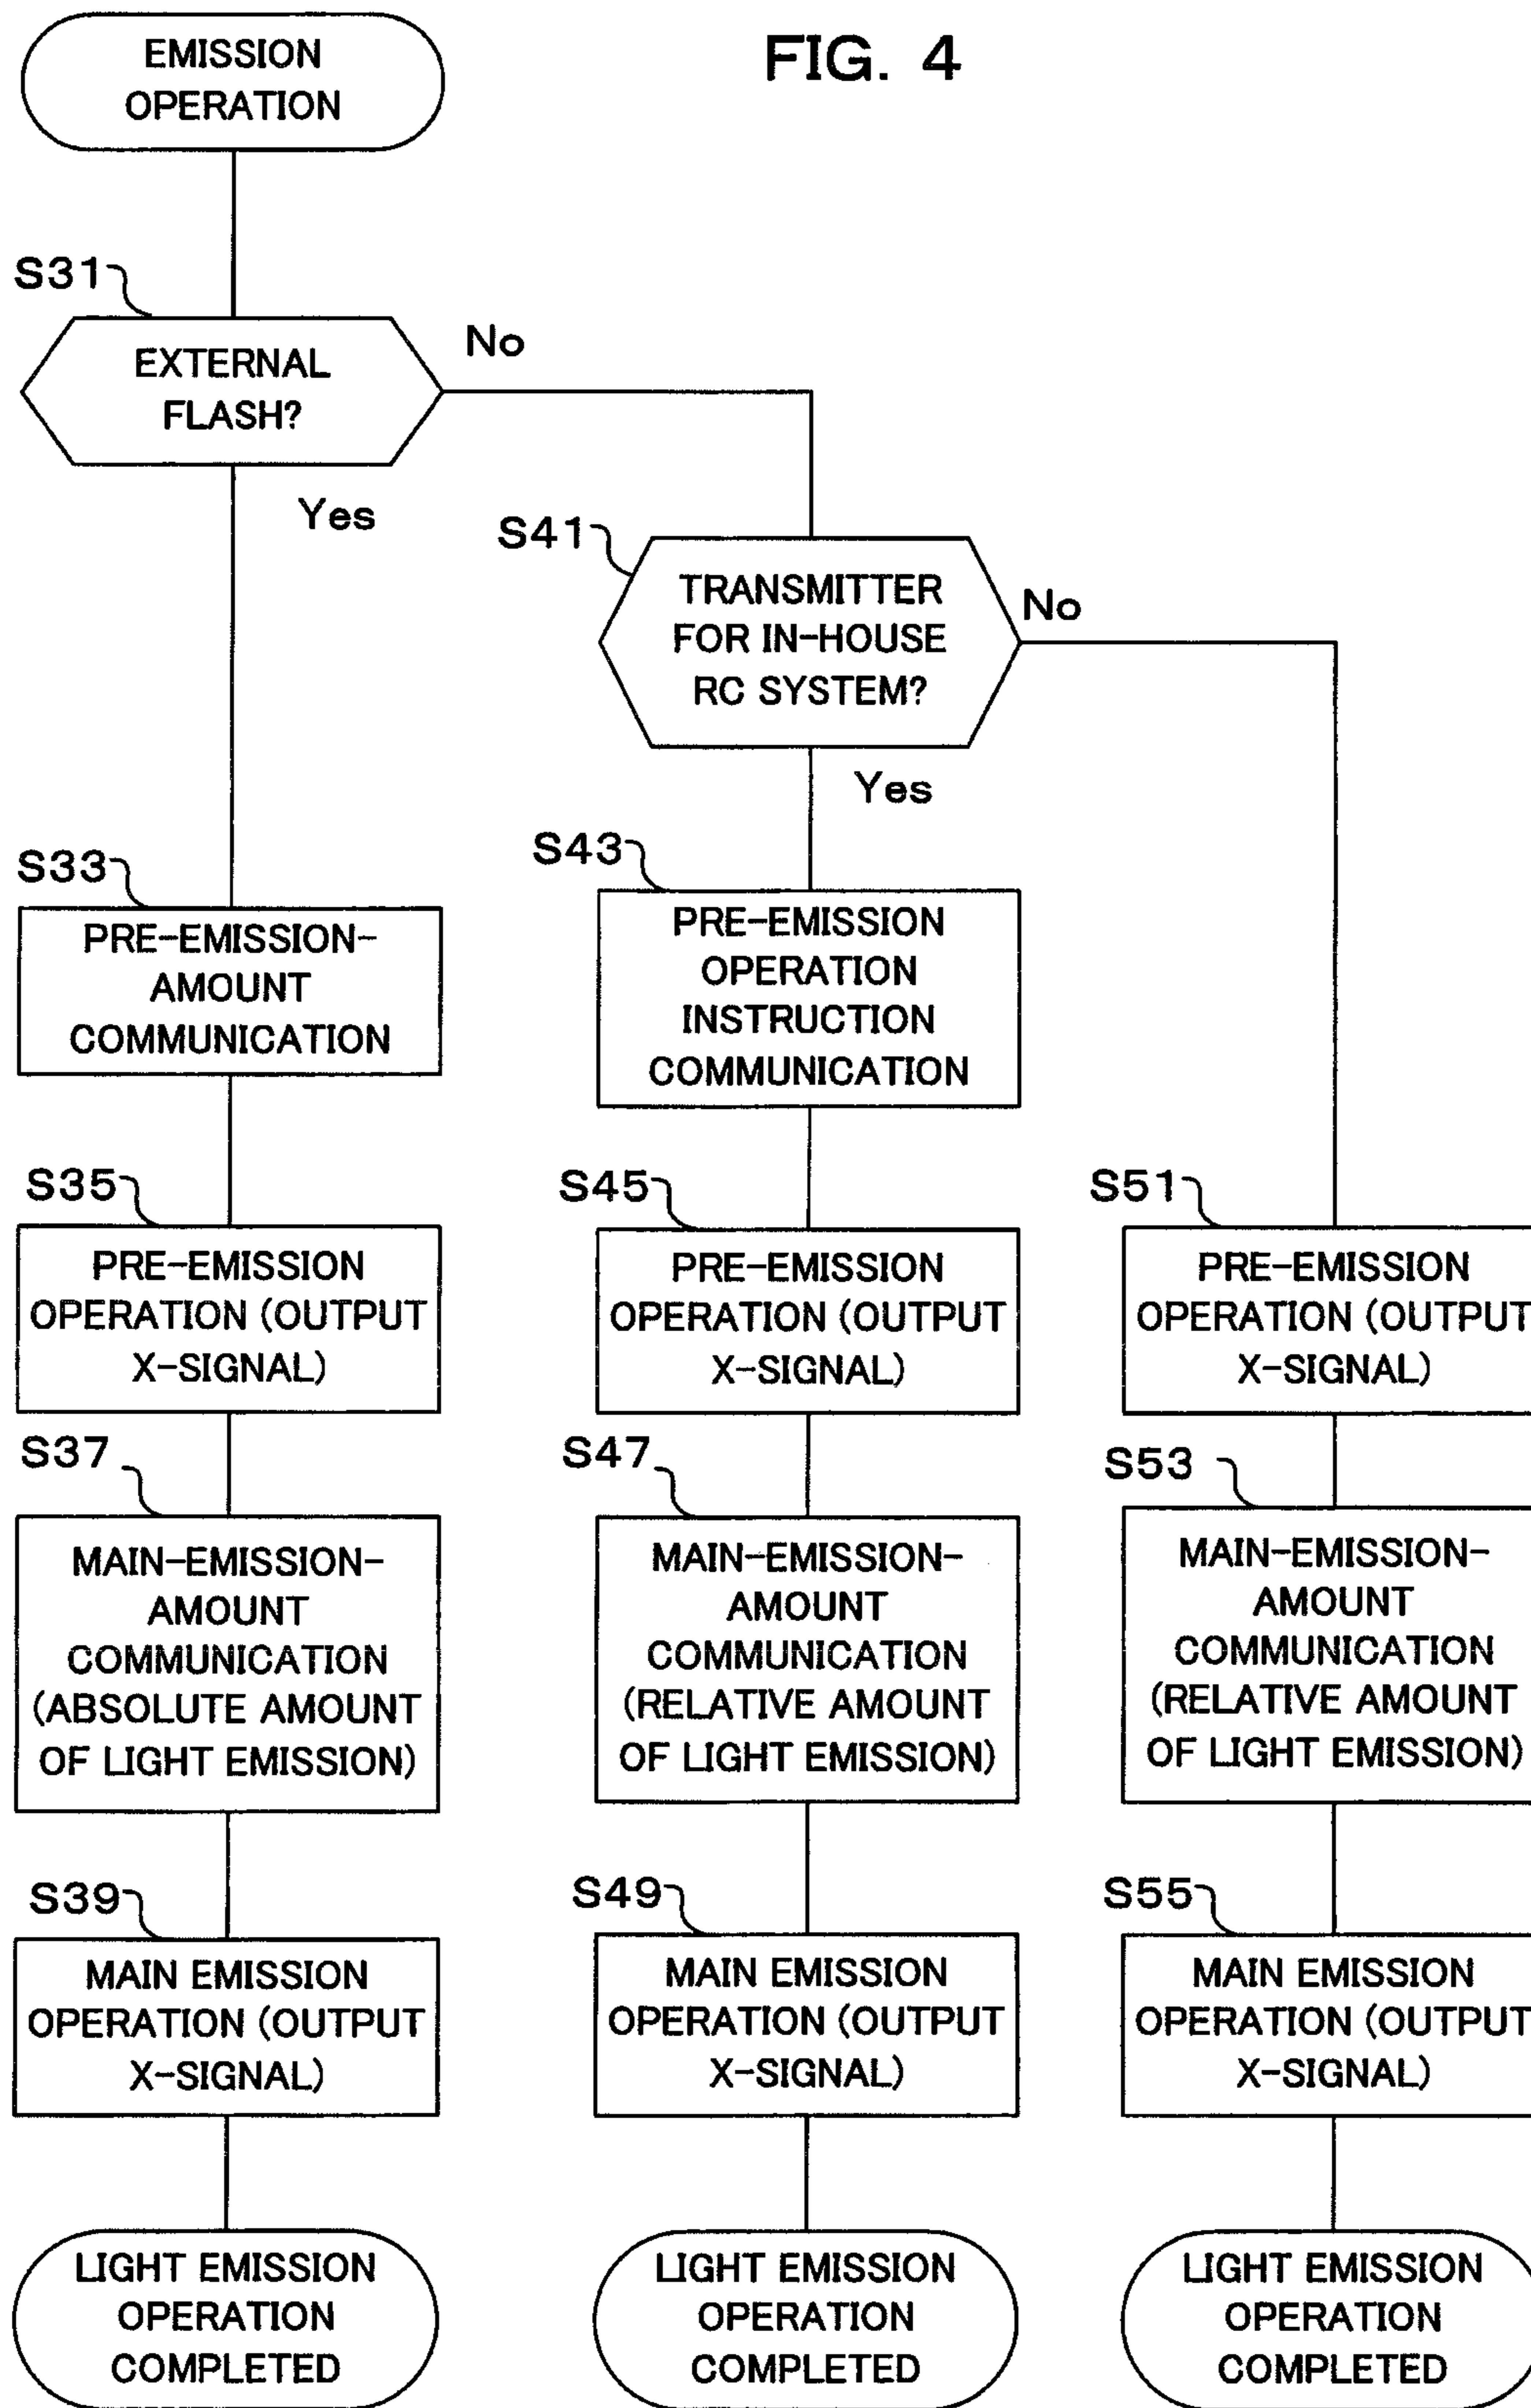 FIG. 4
EMISSION
OPERATION
S31
EXTERNAL
FLASH?
No
Yes
S41
TRANSMITTER
FOR IN-HOUSE
RC SYSTEM?
No
Yes
S33
PRE-EMISSION-
AMOUNT
COMMUNICATION
S35
PRE-EMISSION
OPERATION (OUTPUT
X-SIGNAL)
S37
MAIN-EMISSION-
AMOUNT
COMMUNICATION
(ABSOLUTE AMOUNT
OF LIGHT EMISSION)
S39
MAIN EMISSION
OPERATION (OUTPUT
X-SIGNAL)
LIGHT EMISSION
OPERATION
COMPLETED
S43
PRE-EMISSION
OPERATION
INSTRUCTION
COMMUNICATION
S45
PRE-EMISSION
OPERATION (OUTPUT
X-SIGNAL)
S47
MAIN-EMISSION-
AMOUNT
COMMUNICATION
(RELATIVE AMOUNT
OF LIGHT EMISSION)
S49
MAIN EMISSION
OPERATION (OUTPUT
X-SIGNAL)
LIGHT EMISSION
OPERATION
COMPLETED
S51
PRE-EMISSION
OPERATION (OUTPUT
X-SIGNAL)
S53
MAIN-EMISSION-
AMOUNT
COMMUNICATION
(RELATIVE AMOUNT
OF LIGHT EMISSION)
S55
MAIN EMISSION
OPERATION (OUTPUT
X-SIGNAL)
LIGHT EMISSION
OPERATION
COMPLETED